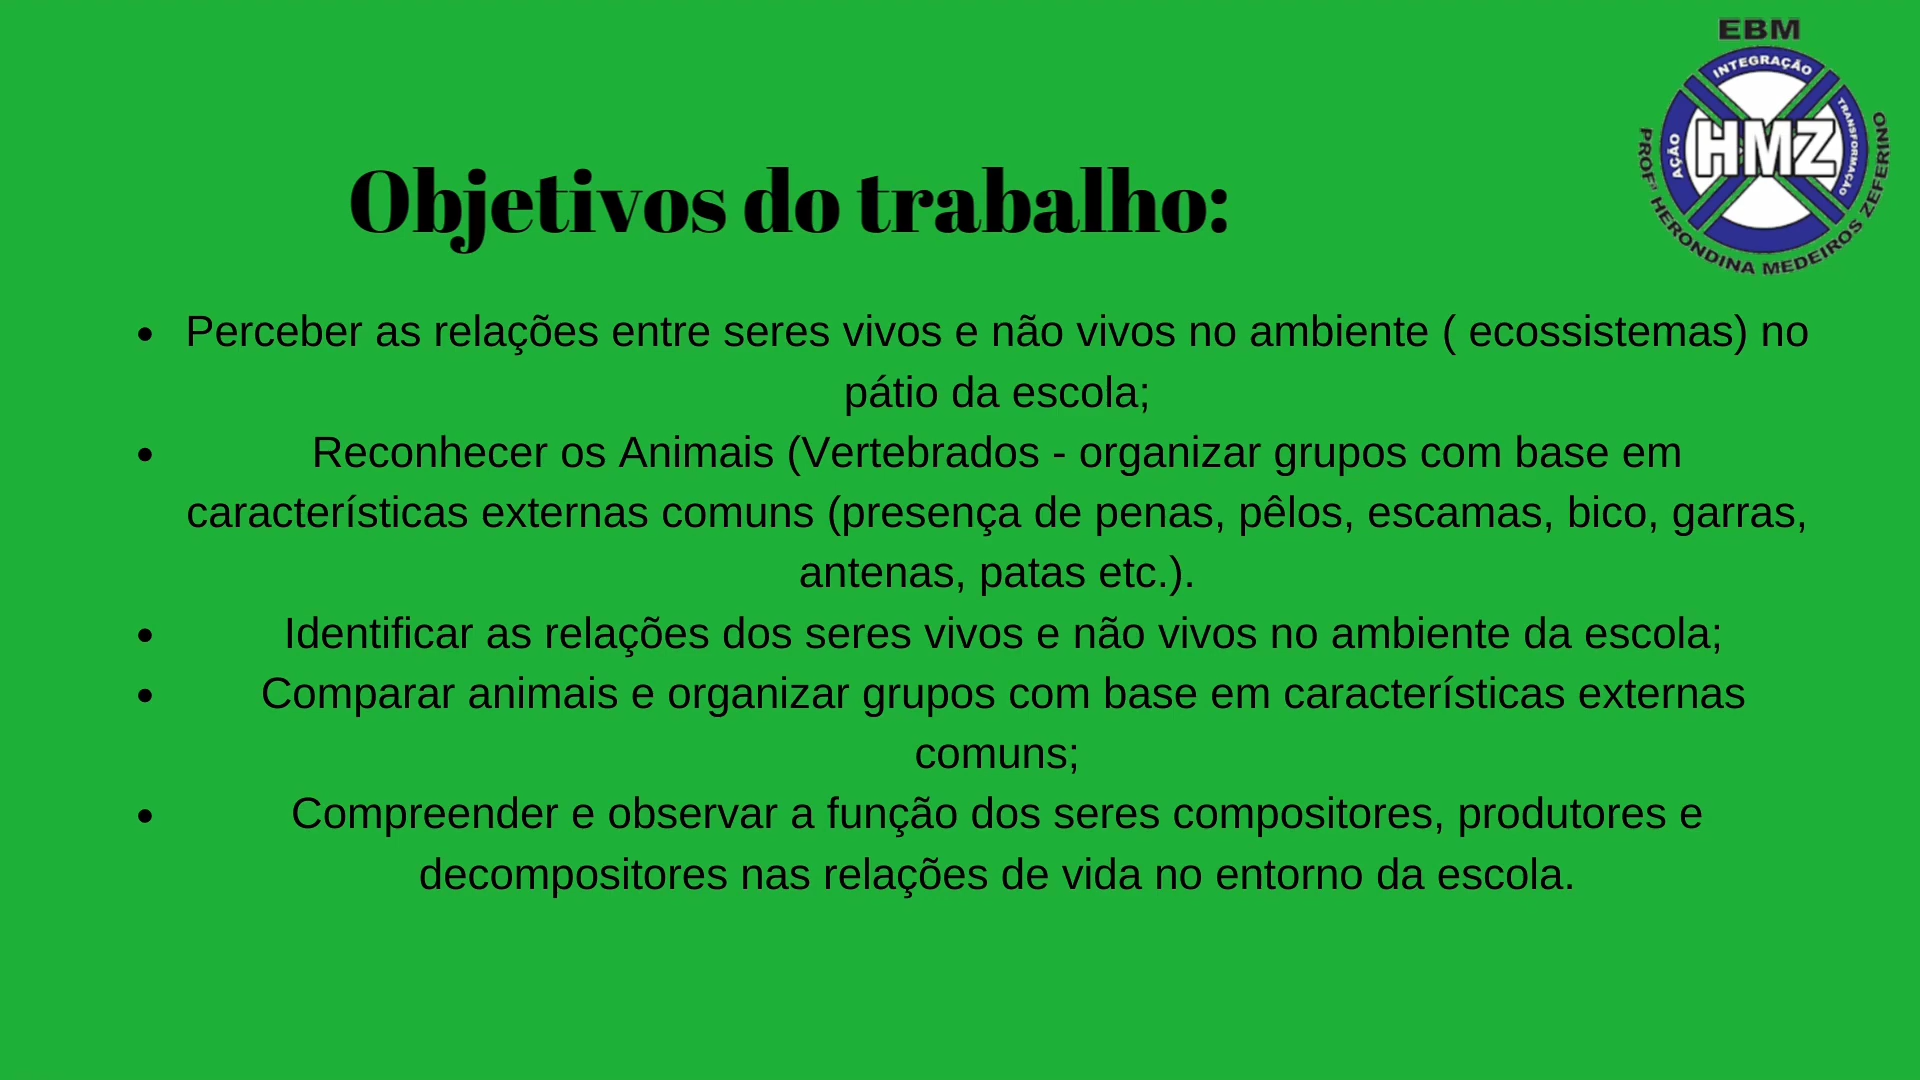 EBM
INTEGRAÇÃO
AÇÃO
TRANSFORMAÇÃO
HMZ
PROFª HERONDINA MEDEIROS ZEFERINO
Objetivos do trabalho:
• Perceber as relações entre seres vivos e não vivos no ambiente ( ecossistemas) no
pátio da escola;
• Reconhecer os Animais (Vertebrados - organizar grupos com base em
características externas comuns (presença de penas, pêlos, escamas, bico, garras,
antenas, patas etc.).
• Identificar as relações dos seres vivos e não vivos no ambiente da escola;
• Comparar animais e organizar grupos com base em características externas
comuns;
• Compreender e observar a função dos seres compositores, produtores e
decompositores nas relações de vida no entorno da escola.